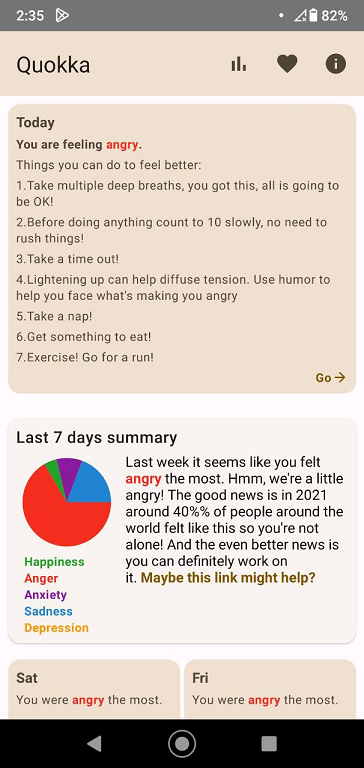 2:35
82%
Quokka
Today
You are feeling angry.
Things you can do to feel better:
1.Take multiple deep breaths, you got this, all is going to
be OK!
2.Before doing anything count to 10 slowly, no need to
rush things!
3.Take a time out!
4.Lightening up can help diffuse tension. Use humor to
help you face what's making you angry
5.Take a nap!
6.Get something to eat!
7.Exercise! Go for a run!
Go
Last 7 days summary
Last week it seems like you felt
angry the most. Hmm, we're a little
angry! The good news is in 2021
around 40%% of people around the
world felt like this so you're not
alone! And the even better news is
you can definitely work on
it. Maybe this link might help?
Happiness
Anger
Anxiety
Sadness
Depression
Sat
You were angry the most.
Fri
You were angry the most.